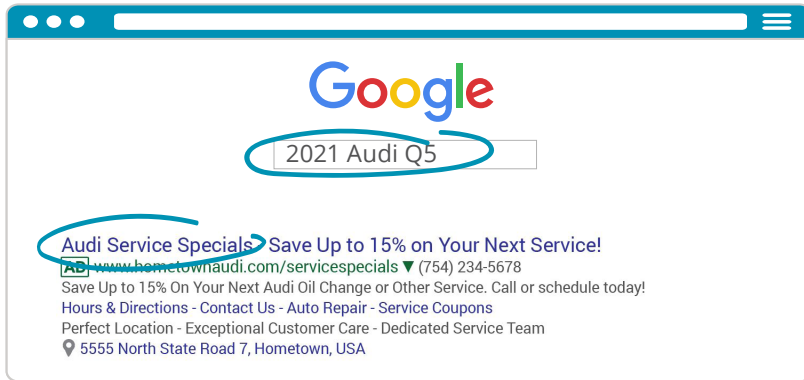 Google
2021 Audi Q5
Audi Service Specials Save Up to 15% on Your Next Service!
AD www.hometownaudi.com/servicespecials ▼ (754) 234-5678
Save Up to 15% On Your Next Audi Oil Change or Other Service. Call or schedule today!
Hours & Directions - Contact Us - Auto Repair - Service Coupons
Perfect Location - Exceptional Customer Care - Dedicated Service Team
5555 North State Road 7, Hometown, USA